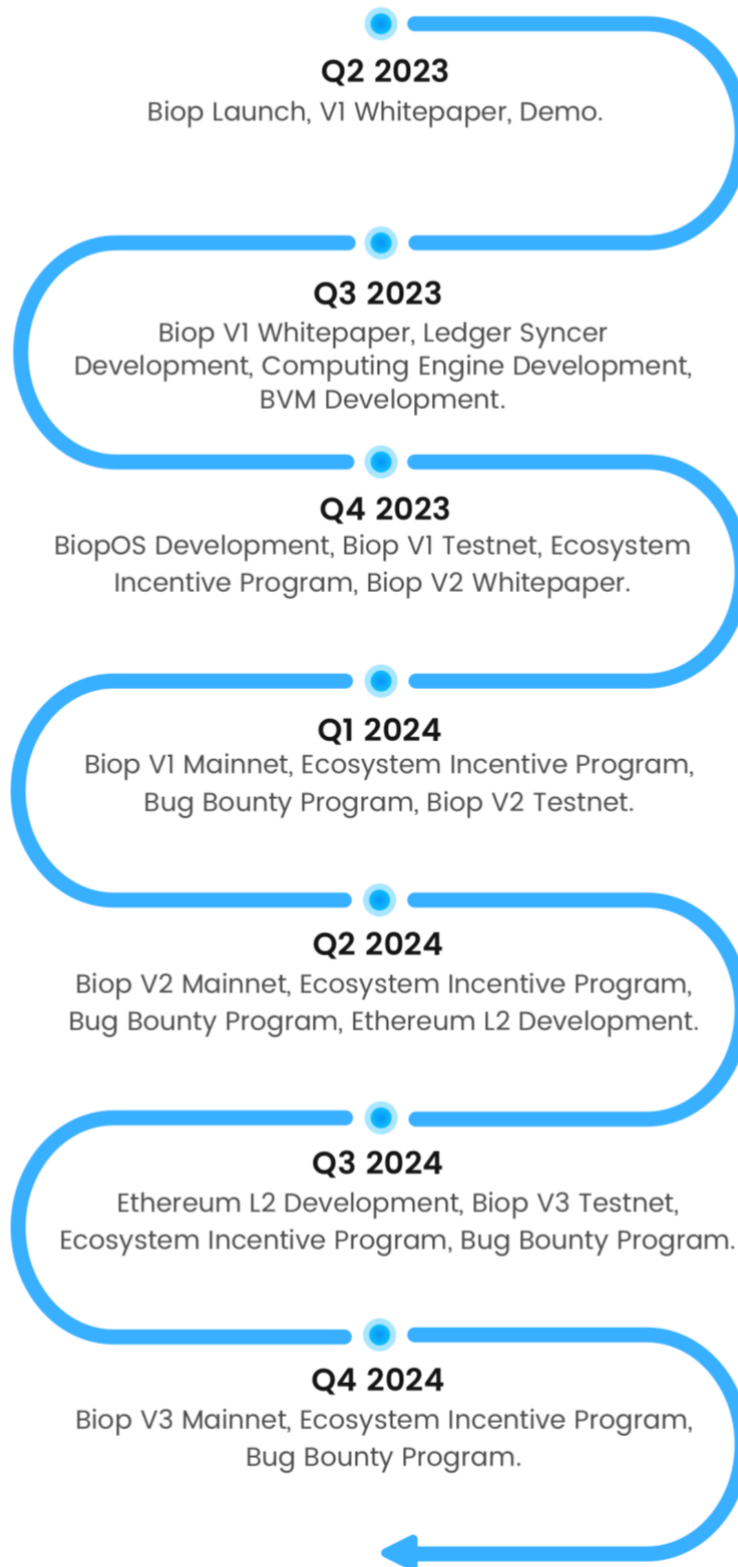 Q2 2023
Biop Launch, V1 Whitepaper, Demo.
Q3 2023
Biop V1 Whitepaper, Ledger Syncer
Development, Computing Engine Development,
BVM Development.
Q4 2023
BiopOS Development, Biop V1 Testnet, Ecosystem
Incentive Program, Biop V2 Whitepaper.
Q1 2024
Biop V1 Mainnet, Ecosystem Incentive Program,
Bug Bounty Program, Biop V2 Testnet.
Q2 2024
Biop V2 Mainnet, Ecosystem Incentive Program,
Bug Bounty Program, Ethereum L2 Development.
Q3 2024
Ethereum L2 Development, Biop V3 Testnet,
Ecosystem Incentive Program, Bug Bounty Program.
Q4 2024
Biop V3 Mainnet, Ecosystem Incentive Program,
Bug Bounty Program.